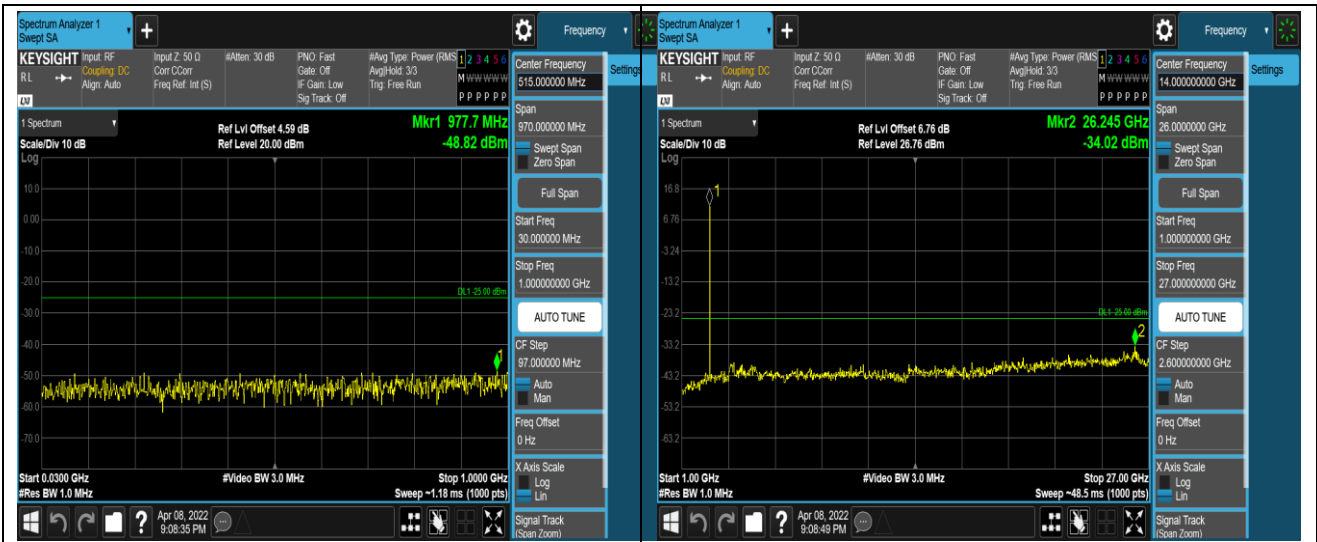 Spectrum Analyzer 1
Swept SA
+
Frequency
KEYSIGHT
Input: RF
Coupling: DC
Align: Auto
Input Z: 50 Ω
Corr CCorr
Freq Ref: Int (S)
#Atten: 30 dB
PNO: Fast
Gate: Off
IF Gain: Low
Sig Track: Off
#Avg Type: Power (RMS
Avg|Hold: 3/3
Trig: Free Run
1 2 3 4 5 6
M W W W W W
P P P P P P
RL
LXI
Center Frequency
515.000000 MHz
Settings
Span
970.000000 MHz
Swept Span
Zero Span
Full Span
Start Freq
30.000000 MHz
Stop Freq
1.000000000 GHz
AUTO TUNE
CF Step
97.000000 MHz
Auto
Man
Freq Offset
0 Hz
X Axis Scale
Log
Lin
Signal Track
(Span Zoom)
1 Spectrum
Scale/Div 10 dB
Log
Ref Lvl Offset 4.59 dB
Ref Level 20.00 dBm
Mkr1 977.7 MHz
-48.82 dBm
10.0
0.00
-10.0
-20.0
DL1 -25.00 dBm
-30.0
-40.0
1
-50.0
-60.0
-70.0
Start 0.0300 GHz
#Res BW 1.0 MHz
#Video BW 3.0 MHz
Stop 1.0000 GHz
Sweep ~1.18 ms (1000 pts)
?
Apr 08, 2022
9:08:35 PM
Spectrum Analyzer 1
Swept SA
+
Frequency
KEYSIGHT
Input: RF
Coupling: DC
Align: Auto
Input Z: 50 Ω
Corr CCorr
Freq Ref: Int (S)
#Atten: 30 dB
PNO: Fast
Gate: Off
IF Gain: Low
Sig Track: Off
#Avg Type: Power (RMS
Avg|Hold: 3/3
Trig: Free Run
1 2 3 4 5 6
M W W W W W
P P P P P P
RL
LXI
Center Frequency
14.000000000 GHz
Settings
Span
26.0000000 GHz
Swept Span
Zero Span
Full Span
Start Freq
1.000000000 GHz
Stop Freq
27.000000000 GHz
AUTO TUNE
CF Step
2.600000000 GHz
Auto
Man
Freq Offset
0 Hz
X Axis Scale
Log
Lin
Signal Track
(Span Zoom)
1 Spectrum
Scale/Div 10 dB
Log
Ref Lvl Offset 6.76 dB
Ref Level 26.76 dBm
Mkr2 26.245 GHz
-34.02 dBm
16.8
1
6.76
-3.24
-13.2
-23.2
DL1 -25.00 dBm
2
-33.2
-43.2
-53.2
-63.2
Start 1.00 GHz
#Res BW 1.0 MHz
#Video BW 3.0 MHz
Stop 27.00 GHz
Sweep ~48.5 ms (1000 pts)
?
Apr 08, 2022
9:08:49 PM